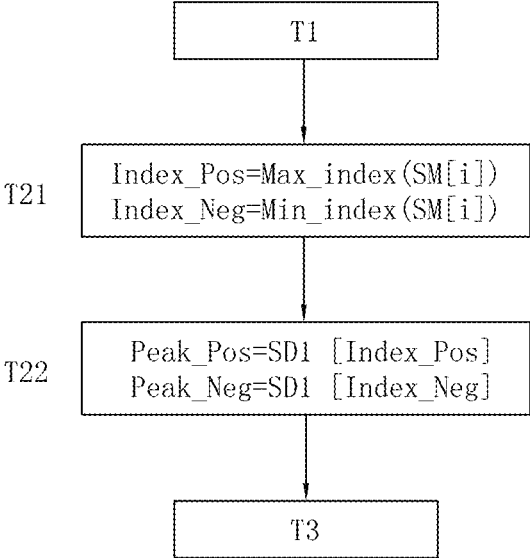 T1
T21
Index_Pos=Max_index(SM[i])
Index_Neg=Min_index(SM[i])
T22
Peak_Pos=SD1 [Index_Pos]
Peak_Neg=SD1 [Index_Neg]
T3